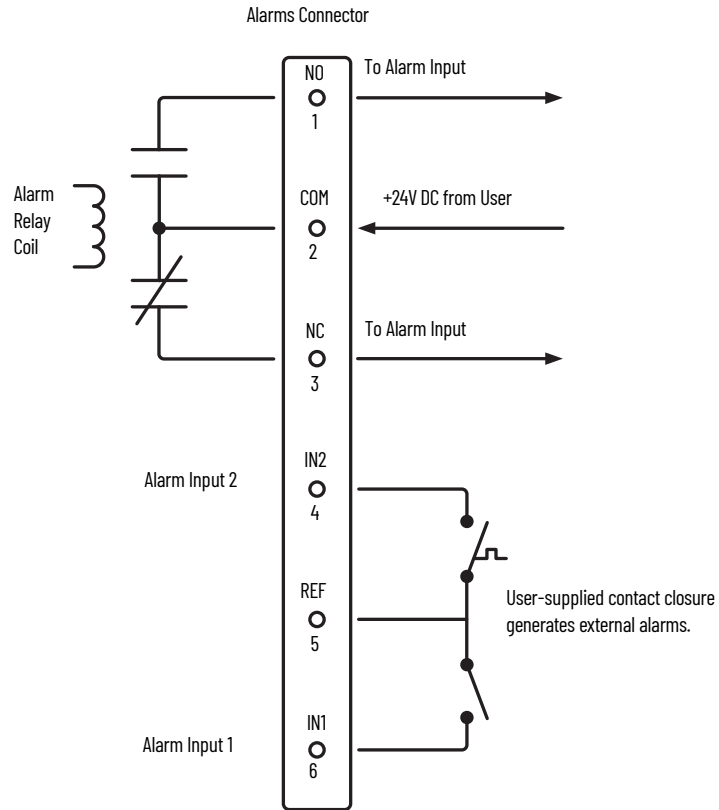 Alarms Connector
NO
To Alarm Input
1
Alarm
Relay
Coil
COM
+24V DC from User
2
NC
To Alarm Input
3
IN2
Alarm Input 2
4
REF
5
User-supplied contact closure
generates external alarms.
IN1
Alarm Input 1
6